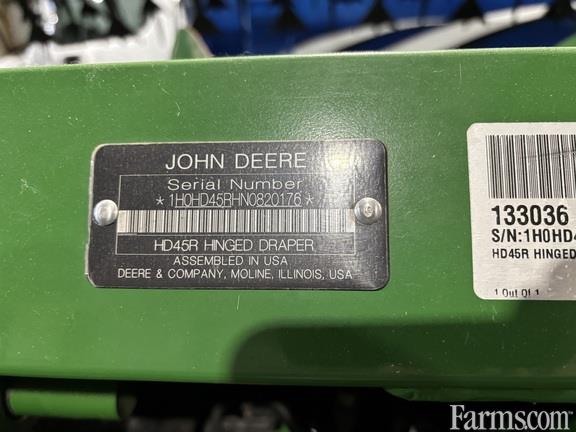 JOHN DEERE
Serial Number
*1H0HD45RHN0820176*
HD45R HINGED DRAPER
ASSEMBLED IN USA
DEERE & COMPANY, MOLINE, ILLINOIS, USA
133036
S/N:1H0HD4
HD45R HINGED
1 Out Of 1
Farms.com